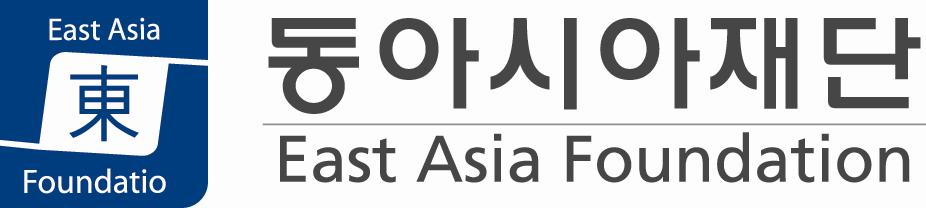 East Asia
東
Foundatio
동아시아재단
East Asia Foundation